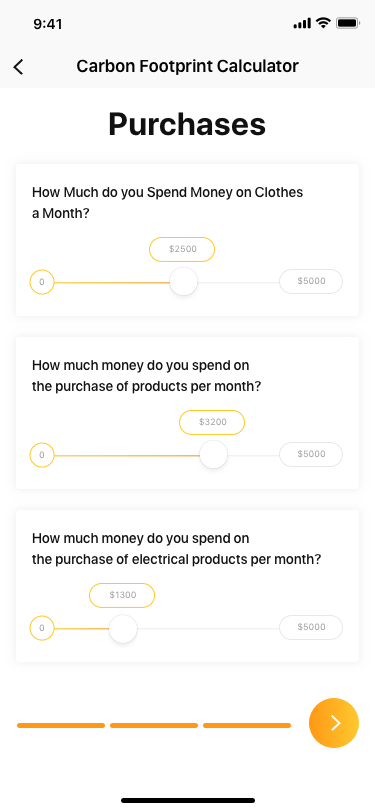 9:41
Carbon Footprint Calculator
Purchases
How Much do you Spend Money on Clothes
a Month?
$2500
0
$5000
How much money do you spend on
the purchase of products per month?
$3200
0
$5000
How much money do you spend on
the purchase of electrical products per month?
$1300
0
$5000